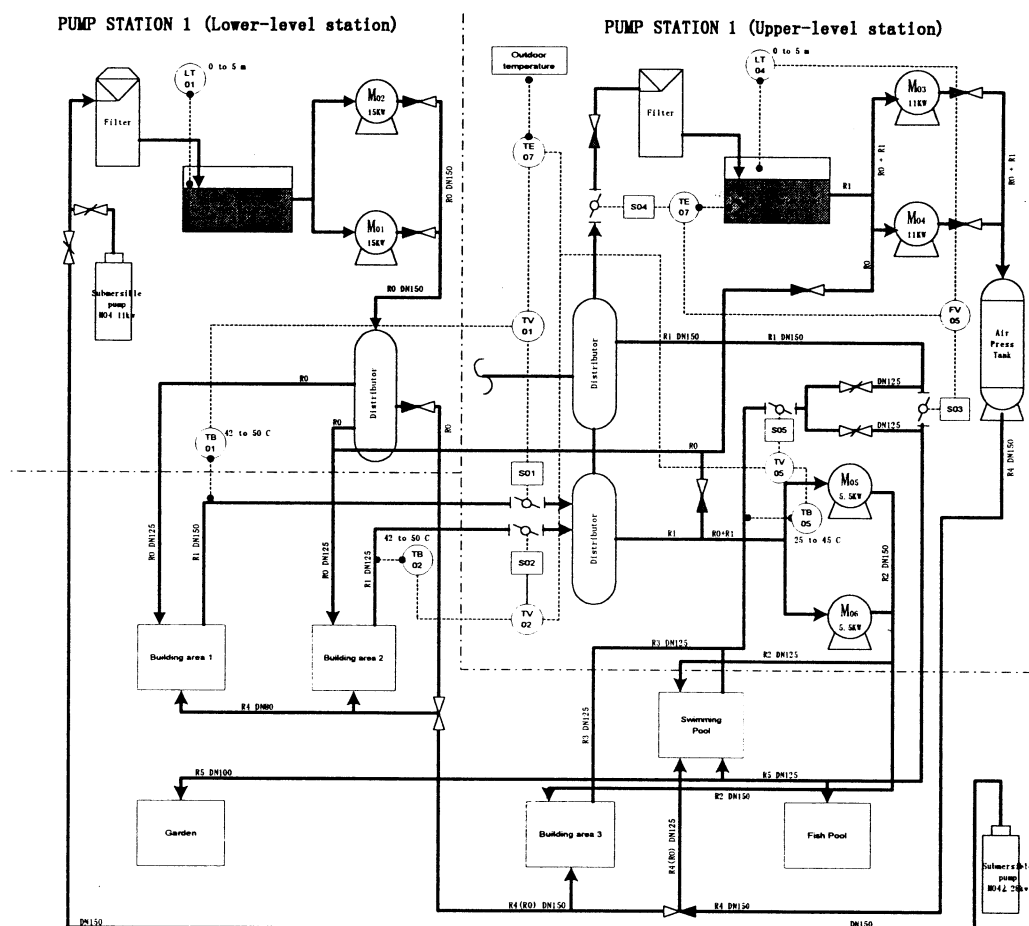 PUMP STATION 1 (Lower-level station)
PUMP STATION 1 (Upper-level station)
LT
01
0 to 5 m
Filter
M02
15KW
M01
15KW
R0 DN150
Submersible
pump
M04 11kw
R0 DN150
Distributor
R0
R0
TB
01
42 to 50 C
R0 DN125
R1 DN150
R0 DN125
R1 DN125
42 to 50 C
TB
02
Building area 1
Building area 2
R4 DN80
Outdoor
temperature
TE
07
TV
01
S01
S02
TV
02
Filter
S04
TE
07
LT
04
0 to 5 m
R1
R0 + R1
R0
M03
11KW
M04
11KW
R0 + R1
FV
05
Air
Press
Tank
Distributor
R1 DN150
R1 DN150
DN125
DN125
S03
S05
TV
05
TB
05
25 to 45 C
R0
R4 DN150
M05
5.5KW
M06
5.5KW
R2 DN150
Distributor
R1
R0+R1
R3 DN125
R2 DN125
Swimming
Pool
R3 DN125
R5 DN100
R5 DN125
R2 DN150
Garden
Building area 3
Fish Pool
R4(R0) DN125
R4(R0) DN150
R4 DN150
DN150
DN150
pump